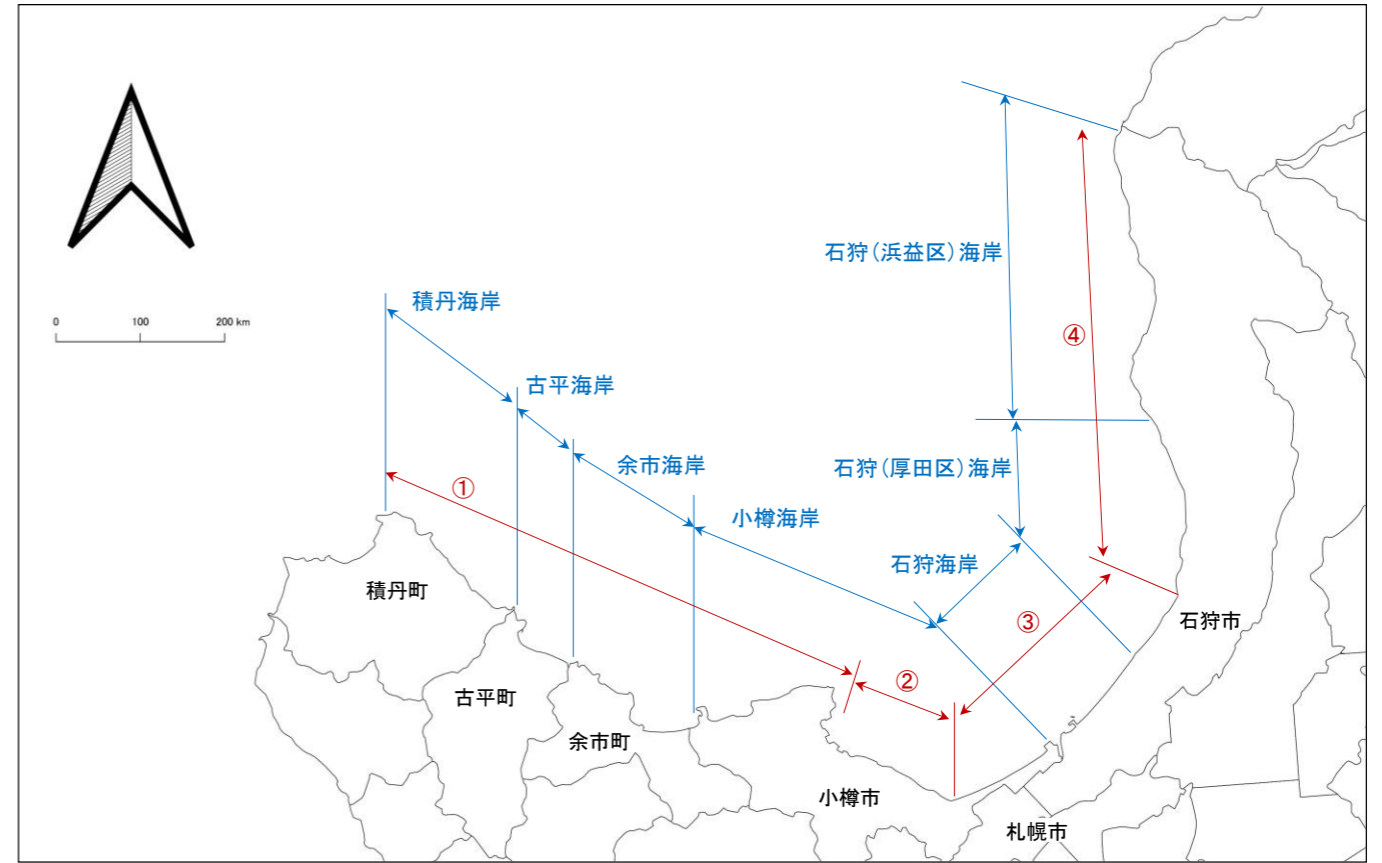 石狩(浜益区)海岸
積丹海岸
0 100 200 km
④
古平海岸
余市海岸
石狩(厚田区)海岸
①
小樽海岸
石狩海岸
積丹町
③
石狩市
②
古平町
余市町
小樽市
札幌市